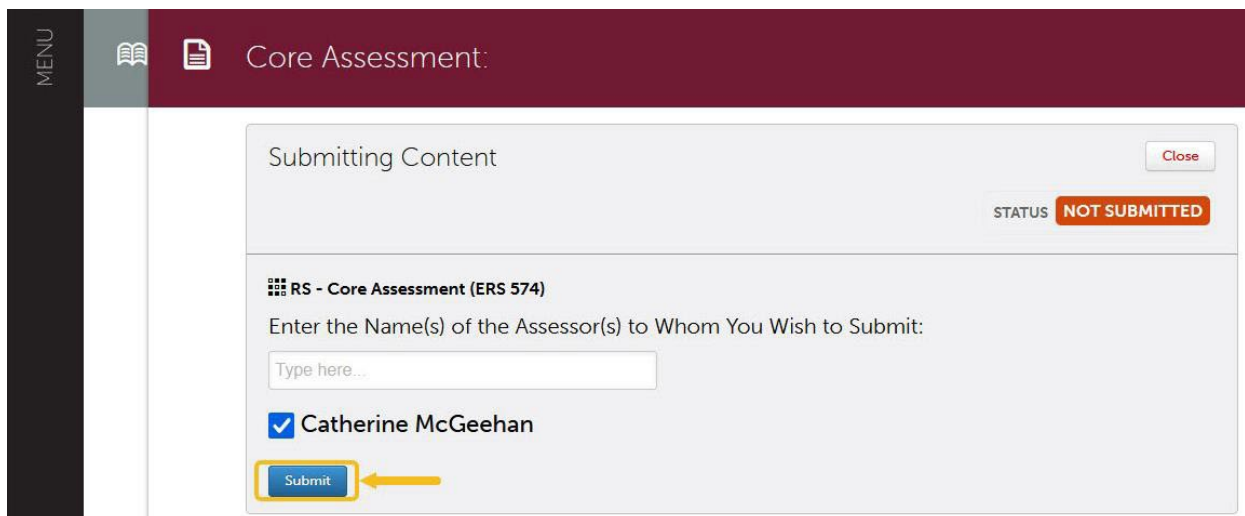 MENU
Core Assessment:
Submitting Content
Close
STATUS NOT SUBMITTED
RS - Core Assessment (ERS 574)
Enter the Name(s) of the Assessor(s) to Whom You Wish to Submit:
Type here...
Catherine McGeehan
Submit